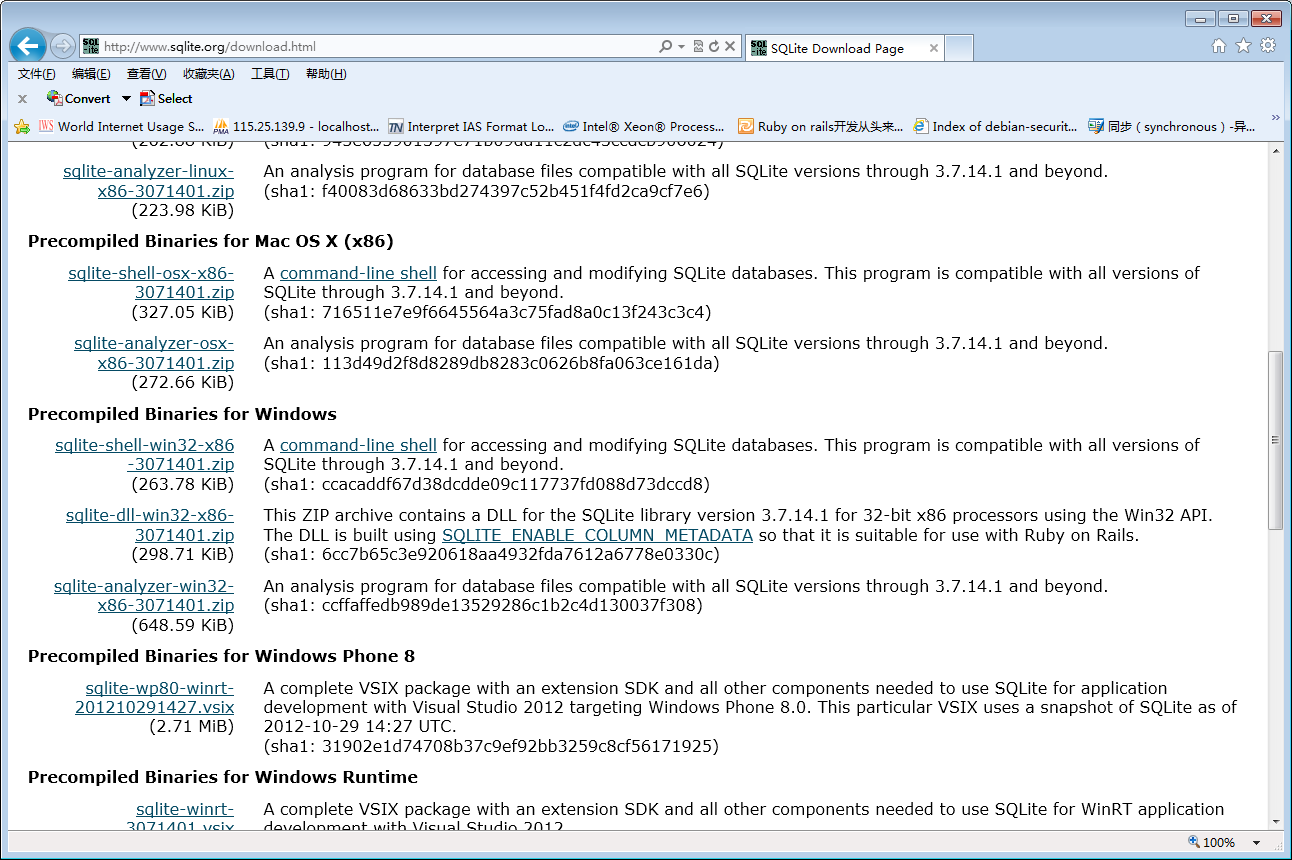 http://www.sqlite.org/download.html
SQLite Download Page
文件(F) 编辑(E) 查看(V) 收藏夹(A) 工具(T) 帮助(H)
x Convert Select
World Internet Usage S... 115.25.139.9 - localhost... Interpret IAS Format Lo... Intel® Xeon® Process... Ruby on rails开发从头来... Index of debian-securit... 同步（synchronous）-异...
sqlite-analyzer-linux-
x86-3071401.zip
(223.98 KiB)
An analysis program for database files compatible with all SQLite versions through 3.7.14.1 and beyond.
(sha1: f40083d68633bd274397c52b451f4fd2ca9cf7e6)
Precompiled Binaries for Mac OS X (x86)
sqlite-shell-osx-x86-
3071401.zip
(327.05 KiB)
A command-line shell for accessing and modifying SQLite databases. This program is compatible with all versions of
SQLite through 3.7.14.1 and beyond.
(sha1: 716511e7e9f6645564a3c75fad8a0c13f243c3c4)
sqlite-analyzer-osx-
x86-3071401.zip
(272.66 KiB)
An analysis program for database files compatible with all SQLite versions through 3.7.14.1 and beyond.
(sha1: 113d49d2f8d8289db8283c0626b8fa063ce161da)
Precompiled Binaries for Windows
sqlite-shell-win32-x86
-3071401.zip
(263.78 KiB)
A command-line shell for accessing and modifying SQLite databases. This program is compatible with all versions of
SQLite through 3.7.14.1 and beyond.
(sha1: ccacaddf67d38dcdde09c117737fd088d73dccd8)
sqlite-dll-win32-x86-
3071401.zip
(298.71 KiB)
This ZIP archive contains a DLL for the SQLite library version 3.7.14.1 for 32-bit x86 processors using the Win32 API.
The DLL is built using SQLITE_ENABLE_COLUMN_METADATA so that it is suitable for use with Ruby on Rails.
(sha1: 6cc7b65c3e920618aa4932fda7612a6778e0330c)
sqlite-analyzer-win32-
x86-3071401.zip
(648.59 KiB)
An analysis program for database files compatible with all SQLite versions through 3.7.14.1 and beyond.
(sha1: ccffaffedb989de13529286c1b2c4d130037f308)
Precompiled Binaries for Windows Phone 8
sqlite-wp80-winrt-
201210291427.vsix
(2.71 MiB)
A complete VSIX package with an extension SDK and all other components needed to use SQLite for application
development with Visual Studio 2012 targeting Windows Phone 8.0. This particular VSIX uses a snapshot of SQLite as of
2012-10-29 14:27 UTC.
(sha1: 31902e1d74708b37c9ef92bb3259c8cf56171925)
Precompiled Binaries for Windows Runtime
sqlite-winrt-
3071401.vsix
A complete VSIX package with an extension SDK and all other components needed to use SQLite for WinRT application
development with Visual Studio 2012.
100%